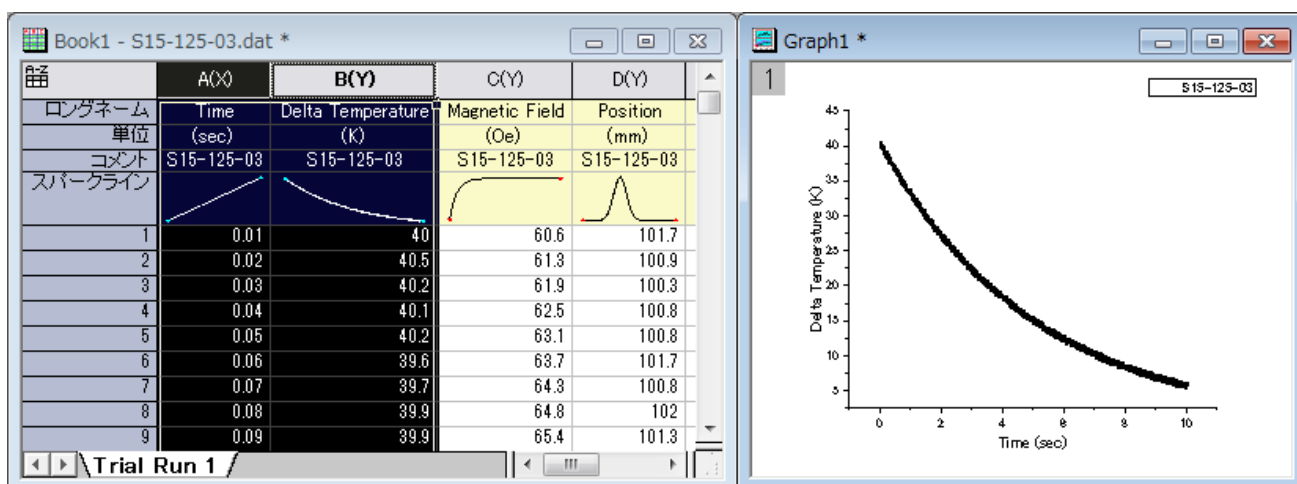 Book1 - S15-125-03.dat *
A(X) B(Y) C(Y) D(Y)
ロングネーム Time Delta Temperature Magnetic Field Position
単位 (sec) (K) (Oe) (mm)
コメント S15-125-03 S15-125-03 S15-125-03 S15-125-03
スパークライン
1 0.01 40 60.6 101.7
2 0.02 40.5 61.3 100.9
3 0.03 40.2 61.9 100.3
4 0.04 40.1 62.5 100.8
5 0.05 40.2 63.1 100.8
6 0.06 39.6 63.7 101.7
7 0.07 39.7 64.3 100.8
8 0.08 39.9 64.8 102
9 0.09 39.9 65.4 101.3
Trial Run 1
Graph1 *
1
S15-125-03
45
40
35
30
25
20
15
10
5
Delta Temperature (K)
0 2 4 6 8 10
Time (sec)